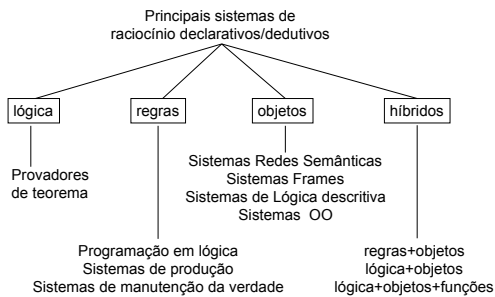 Principais sistemas de
raciocínio declarativos/dedutivos
lógica
regras
objetos
híbridos
Provadores
de teorema
Sistemas Redes Semânticas
Sistemas Frames
Sistemas de Lógica descritiva
Sistemas OO
Programação em lógica
Sistemas de produção
Sistemas de manutenção da verdade
regras+objetos
lógica+objetos
lógica+objetos+funções